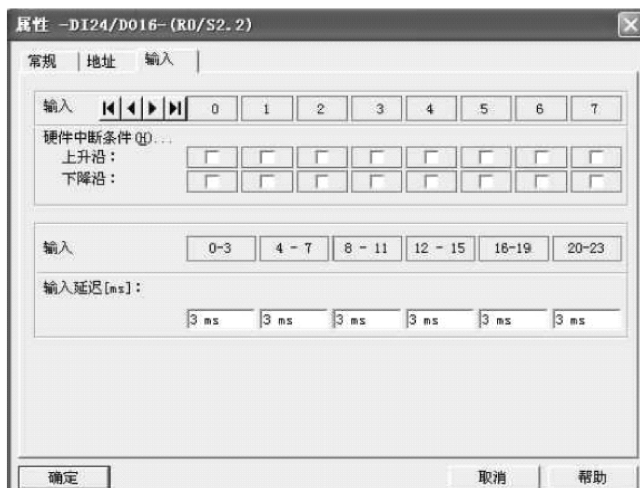 属性 -DI24/DO16-(R0/S2.2)
常规 地址 输入
输入 0 1 2 3 4 5 6 7
硬件中断条件(H)...
上升沿：
下降沿：
输入 0-3 4 - 7 8 - 11 12 - 15 16-19 20-23
输入延迟[ms]：
3 ms 3 ms 3 ms 3 ms 3 ms 3 ms
确定 取消 帮助